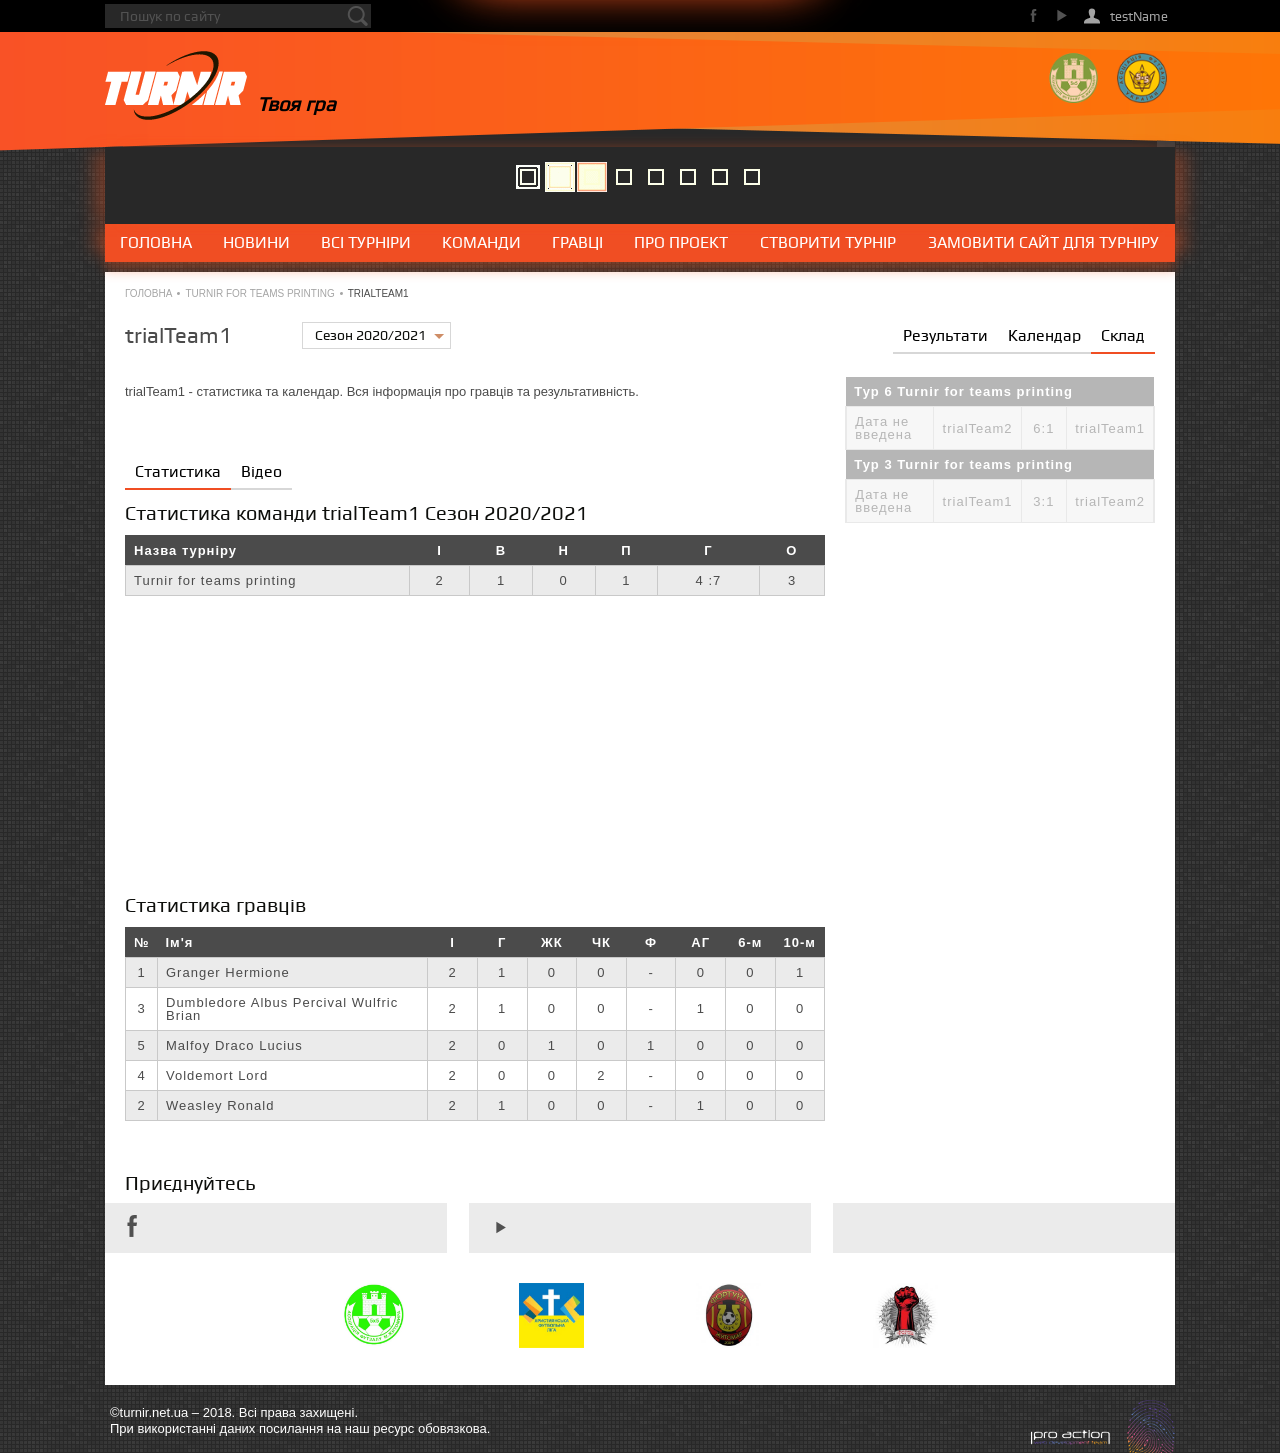 Пошук по сайту
testName
TURNIR
Твоя гра
ГОЛОВНА НОВИНИ ВСІ ТУРНІРИ КОМАНДИ ГРАВЦІ ПРО ПРОЕКТ СТВОРИТИ ТУРНІР ЗАМОВИТИ САЙТ ДЛЯ ТУРНІРУ
ГОЛОВНА • TURNIR FOR TEAMS PRINTING • TRIALTEAM1
trialTeam1
Сезон 2020/2021
Результати Календар Склад
trialTeam1 - статистика та календар. Вся інформація про гравців та результативність.
Тур 6 Turnir for teams printing
Дата не введена trialTeam2 6:1 trialTeam1
Тур 3 Turnir for teams printing
Дата не введена trialTeam1 3:1 trialTeam2
Статистика Відео
Статистика команди trialTeam1 Сезон 2020/2021
Назва турніру І В Н П Г О
Turnir for teams printing 2 1 0 1 4 :7 3
Статистика гравців
№ Ім'я І Г ЖК ЧК Ф АГ 6-м 10-м
1 Granger Hermione 2 1 0 0 - 0 0 1
3 Dumbledore Albus Percival Wulfric Brian 2 1 0 0 - 1 0 0
5 Malfoy Draco Lucius 2 0 1 0 1 0 0 0
4 Voldemort Lord 2 0 0 2 - 0 0 0
2 Weasley Ronald 2 1 0 0 - 1 0 0
Приєднуйтесь
ХРИСТИЯНСЬКА
ФУТБОЛЬНА
ЛІГА
©turnir.net.ua – 2018. Всі права захищені.
При використанні даних посилання на наш ресурс обовязкова.
pro action